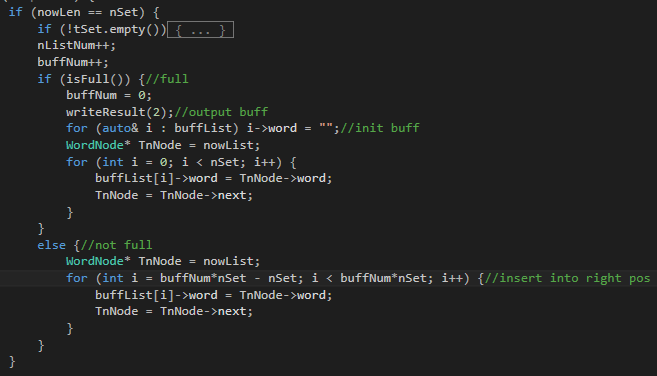 if (nowLen == nSet) {
    if (!tSet.empty()) { ... }
    nListNum++;
    buffNum++;
    if (isFull()) {//full
        buffNum = 0;
        writeResult(2);//output buff
        for (auto& i : buffList) i->word = "";//init buff
        WordNode* TnNode = nowList;
        for (int i = 0; i < nSet; i++) {
            buffList[i]->word = TnNode->word;
            TnNode = TnNode->next;
        }
    }
    else {//not full
        WordNode* TnNode = nowList;
        for (int i = buffNum*nSet - nSet; i < buffNum*nSet; i++) {//insert into right pos
            buffList[i]->word = TnNode->word;
            TnNode = TnNode->next;
        }
    }
}